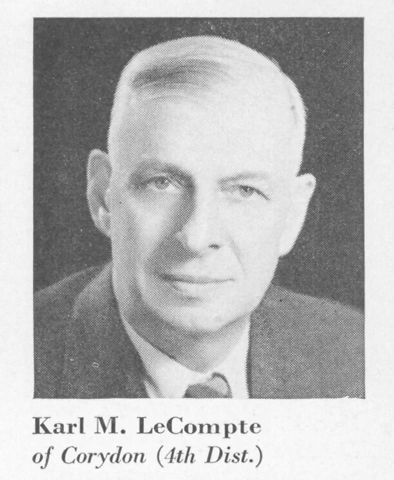 Karl M. LeCompte
of Corydon (4th Dist.)